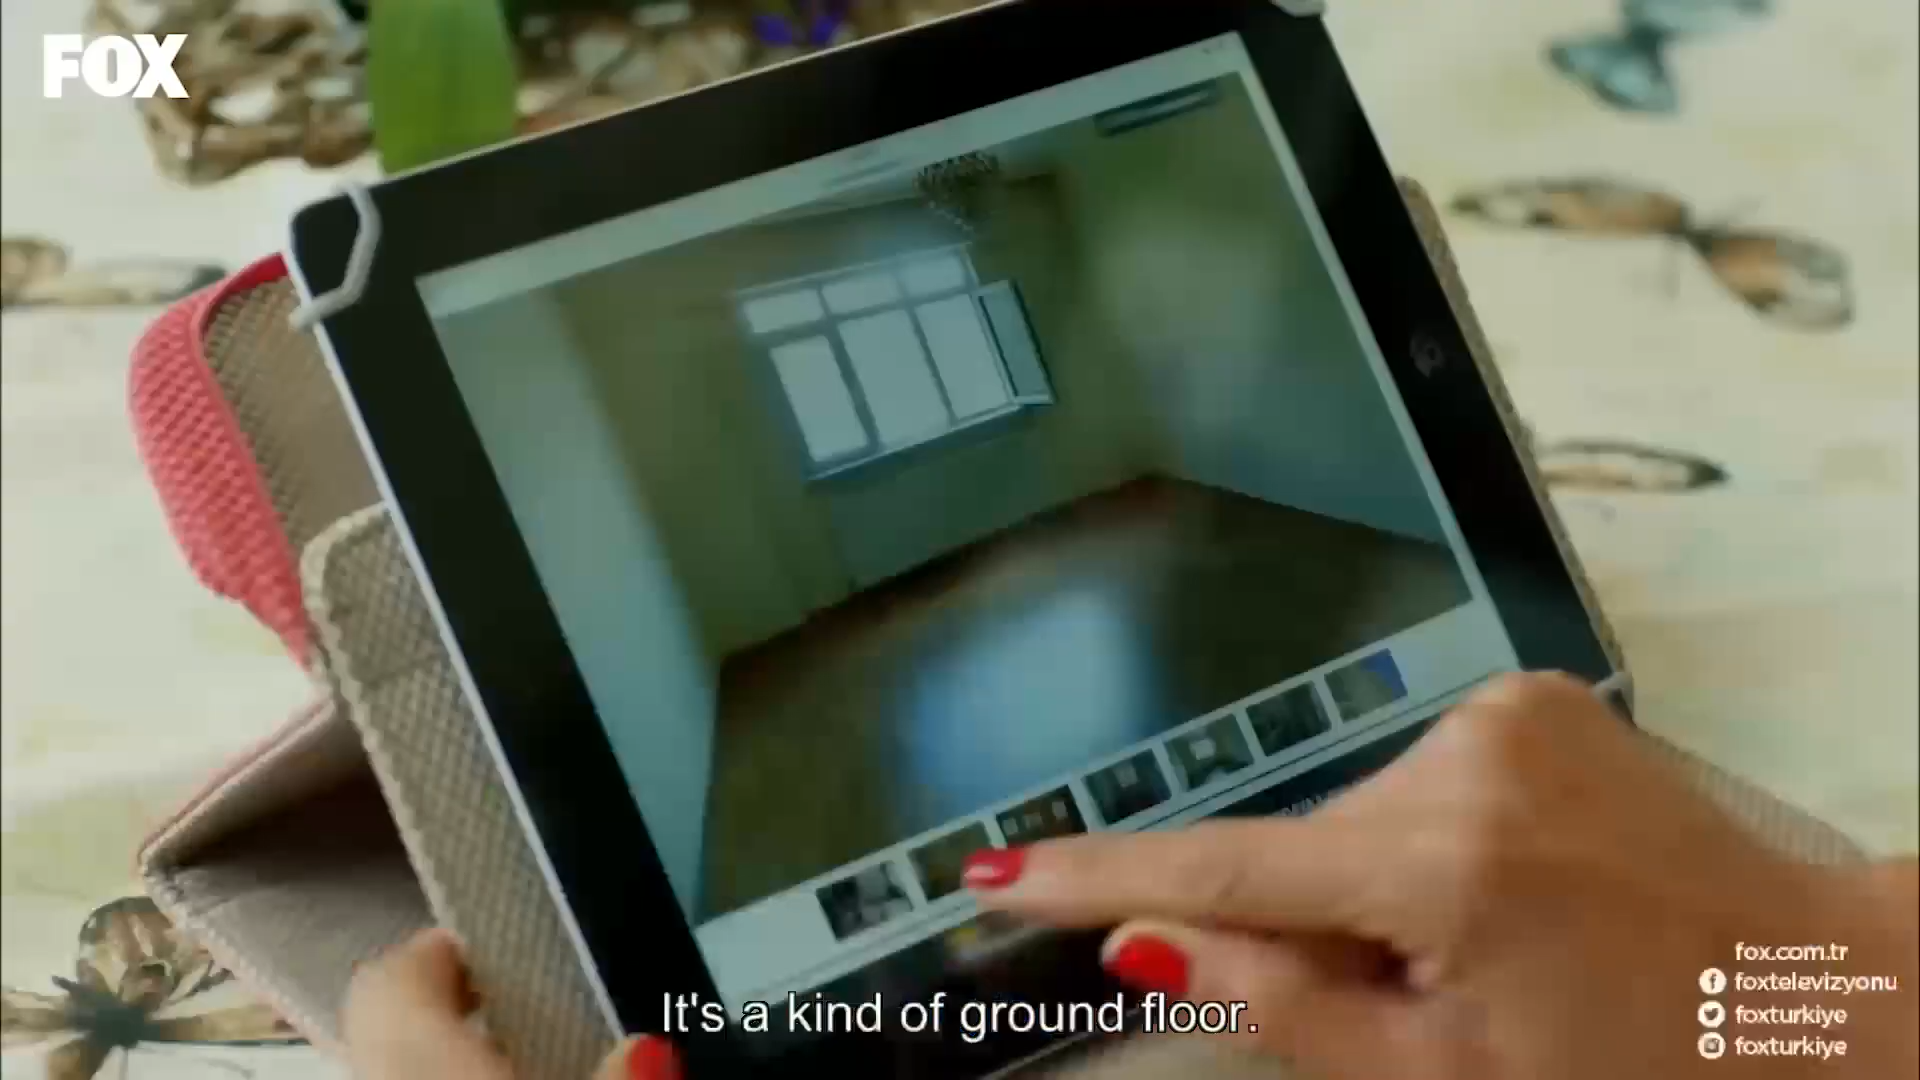 FOX
fox.com.tr
foxtelevizyonu
foxturkiye
foxturkiye
It's a kind of ground floor.